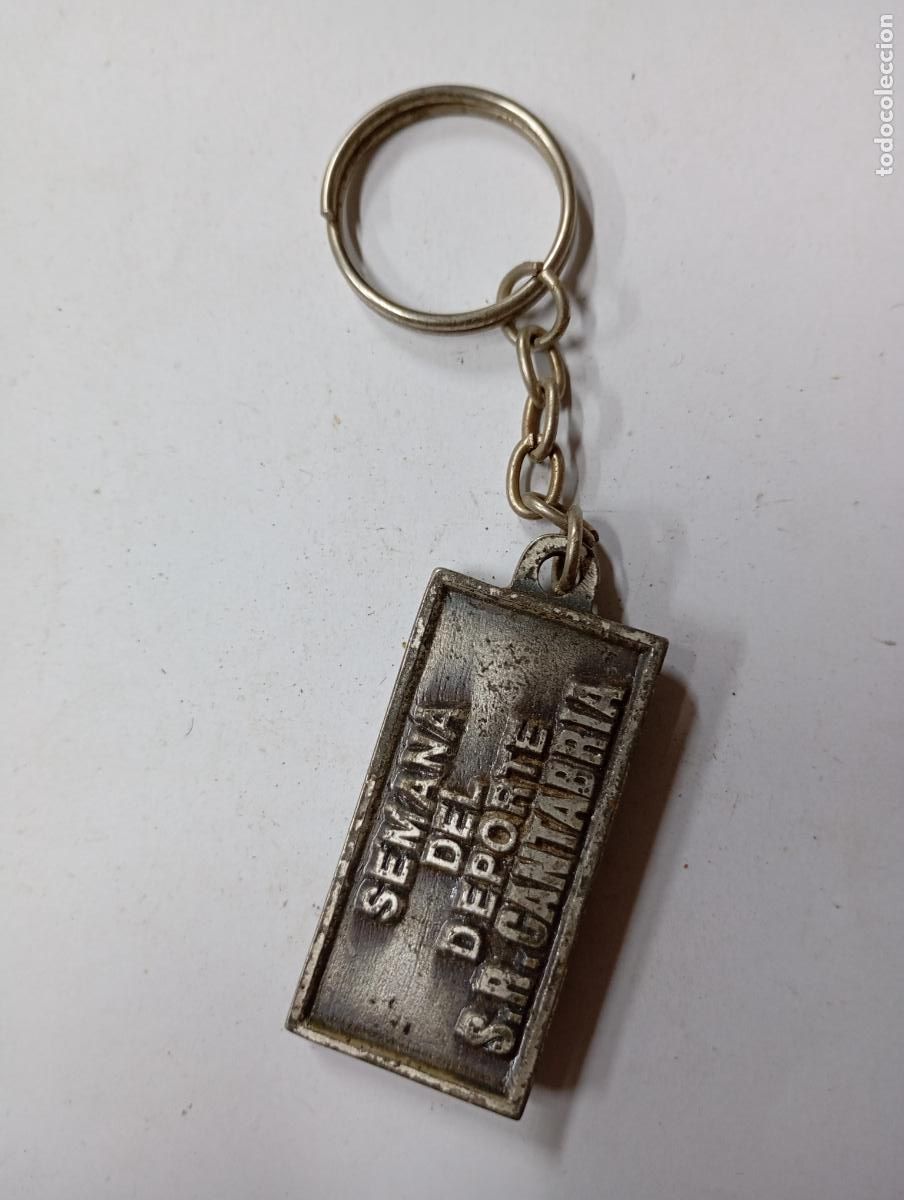 todocoleccion
SEMANA
DEL
DEPORTE
S.R. CANTABRIA